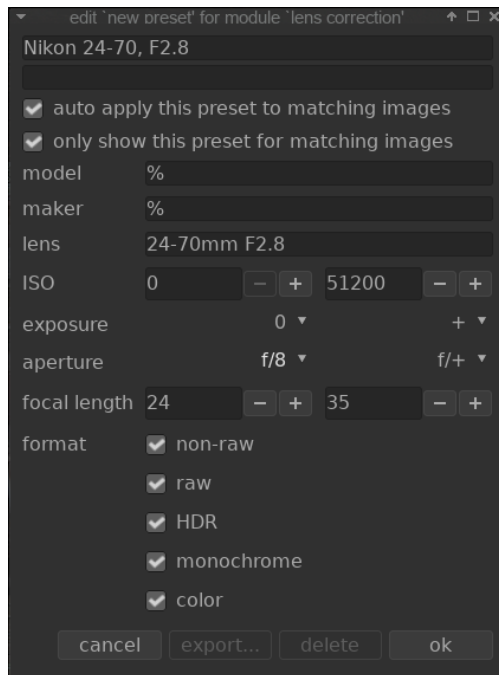 edit `new preset' for module `lens correction'
Nikon 24-70, F2.8
auto apply this preset to matching images
only show this preset for matching images
model %
maker %
lens 24-70mm F2.8
ISO 0 − + 51200 − +
exposure 0 +
aperture f/8 f/+
focal length 24 − + 35 − +
format non-raw
raw
HDR
monochrome
color
cancel export... delete ok